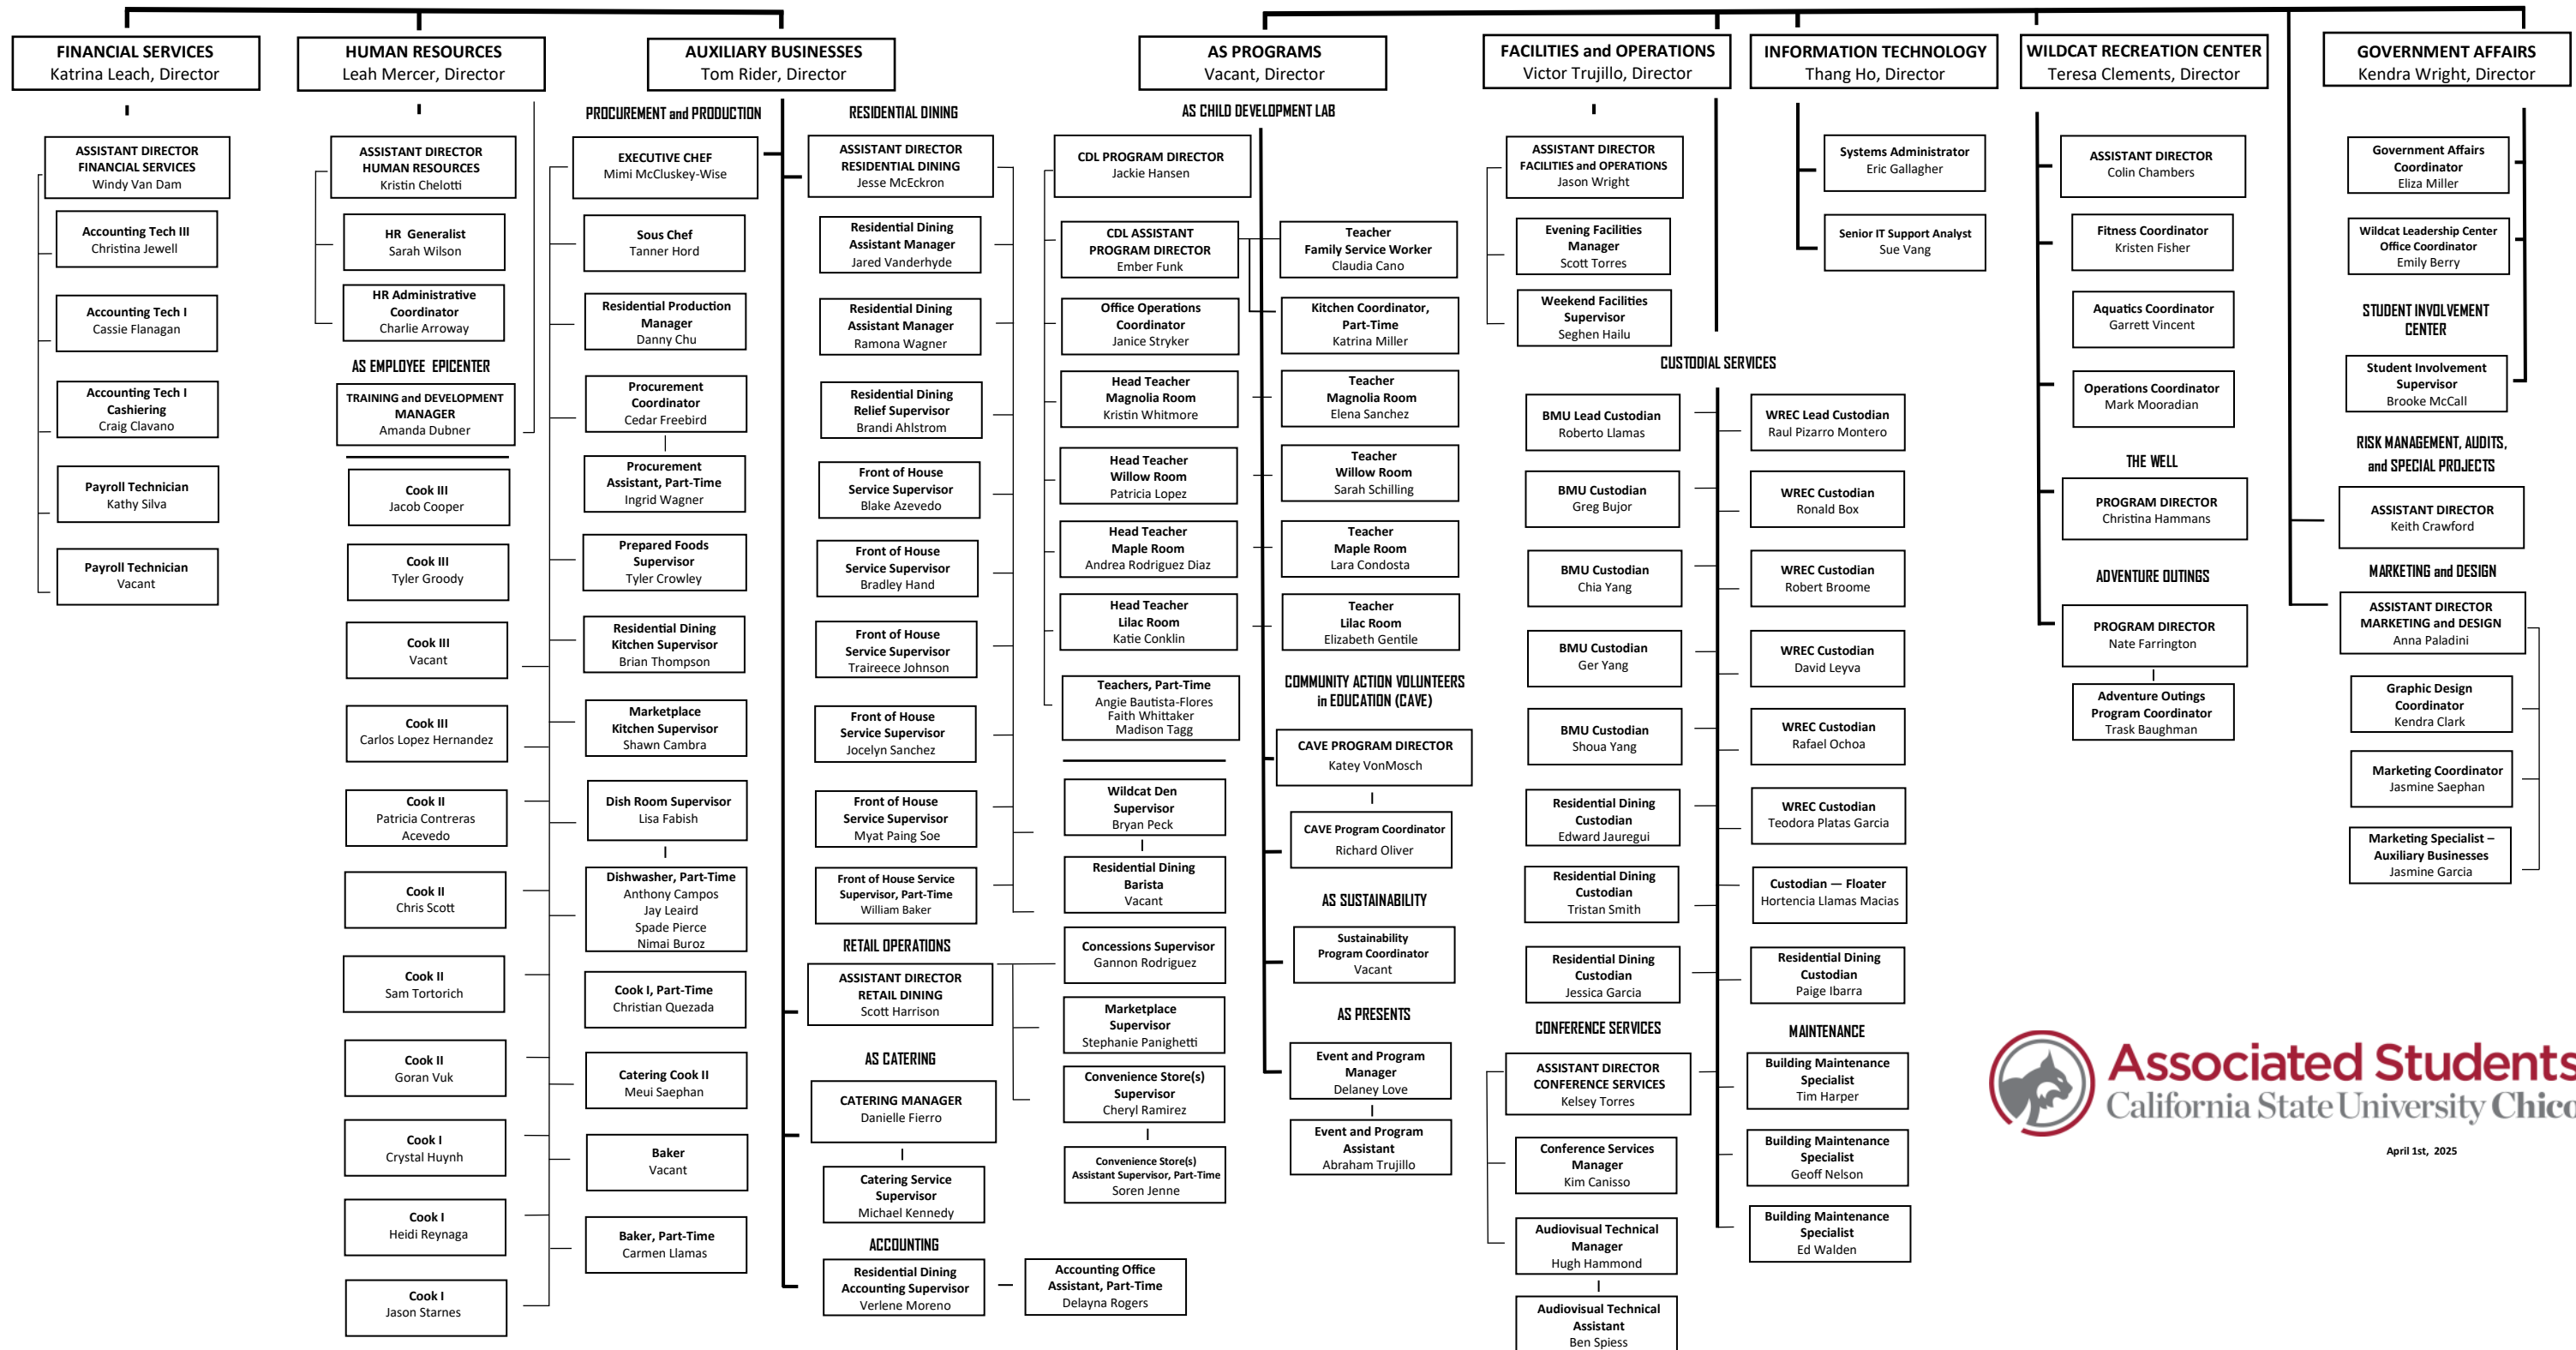 FINANCIAL SERVICES
Katrina Leach, Director
ASSISTANT DIRECTOR
FINANCIAL SERVICES
Windy Van Dam
Accounting Tech III
Christina Jewell
Accounting Tech I
Cassie Flanagan
Accounting Tech I
Cashiering
Craig Clavano
Payroll Technician
Kathy Silva
Payroll Technician
Vacant
HUMAN RESOURCES
Leah Mercer, Director
ASSISTANT DIRECTOR
HUMAN RESOURCES
Kristin Chelotti
HR Generalist
Sarah Wilson
HR Administrative
Coordinator
Charlie Arroway
AS EMPLOYEE EPICENTER
TRAINING and DEVELOPMENT
MANAGER
Amanda Dubner
Cook III
Jacob Cooper
Cook III
Tyler Groody
Cook III
Vacant
Cook III
Carlos Lopez Hernandez
Cook II
Patricia Contreras
Acevedo
Cook II
Chris Scott
Cook II
Sam Tortorich
Cook II
Goran Vuk
Cook I
Crystal Huynh
Cook I
Heidi Reynaga
Cook I
Jason Starnes
AUXILIARY BUSINESSES
Tom Rider, Director
PROCUREMENT and PRODUCTION
EXECUTIVE CHEF
Mimi McCluskey-Wise
Sous Chef
Tanner Hord
Residential Production
Manager
Danny Chu
Procurement
Coordinator
Cedar Freebird
Procurement
Assistant, Part-Time
Ingrid Wagner
Prepared Foods
Supervisor
Tyler Crowley
Residential Dining
Kitchen Supervisor
Brian Thompson
Marketplace
Kitchen Supervisor
Shawn Cambra
Dish Room Supervisor
Lisa Fabish
Dishwasher, Part-Time
Anthony Campos
Jay Leaird
Spade Pierce
Nimai Buroz
Cook I, Part-Time
Christian Quezada
Catering Cook II
Meui Saephan
Baker
Vacant
Baker, Part-Time
Carmen Llamas
RESIDENTIAL DINING
ASSISTANT DIRECTOR
RESIDENTIAL DINING
Jesse McEckron
Residential Dining
Assistant Manager
Jared Vanderhyde
Residential Dining
Assistant Manager
Ramona Wagner
Residential Dining
Relief Supervisor
Brandi Ahlstrom
Front of House
Service Supervisor
Blake Azevedo
Front of House
Service Supervisor
Bradley Hand
Front of House
Service Supervisor
Traireece Johnson
Front of House
Service Supervisor
Jocelyn Sanchez
Front of House
Service Supervisor
Myat Paing Soe
Front of House Service
Supervisor, Part-Time
William Baker
RETAIL OPERATIONS
ASSISTANT DIRECTOR
RETAIL DINING
Scott Harrison
AS CATERING
CATERING MANAGER
Danielle Fierro
Catering Service
Supervisor
Michael Kennedy
ACCOUNTING
Residential Dining
Accounting Supervisor
Verlene Moreno
Accounting Office
Assistant, Part-Time
Delayna Rogers
AS PROGRAMS
Vacant, Director
AS CHILD DEVELOPMENT LAB
CDL PROGRAM DIRECTOR
Jackie Hansen
CDL ASSISTANT
PROGRAM DIRECTOR
Ember Funk
Office Operations
Coordinator
Janice Stryker
Head Teacher
Magnolia Room
Kristin Whitmore
Head Teacher
Willow Room
Patricia Lopez
Head Teacher
Maple Room
Andrea Rodriguez Diaz
Head Teacher
Lilac Room
Katie Conklin
Teachers, Part-Time
Angie Bautista-Flores
Faith Whittaker
Madison Tagg
Wildcat Den
Supervisor
Bryan Peck
Residential Dining
Barista
Vacant
Concessions Supervisor
Gannon Rodriguez
Marketplace
Supervisor
Stephanie Panighetti
Convenience Store(s)
Supervisor
Cheryl Ramirez
Convenience Store(s)
Assistant Supervisor, Part-Time
Soren Jenne
Teacher
Family Service Worker
Claudia Cano
Kitchen Coordinator,
Part-Time
Katrina Miller
Teacher
Magnolia Room
Elena Sanchez
Teacher
Willow Room
Sarah Schilling
Teacher
Maple Room
Lara Condosta
Teacher
Lilac Room
Elizabeth Gentile
COMMUNITY ACTION VOLUNTEERS
in EDUCATION (CAVE)
CAVE PROGRAM DIRECTOR
Katey VonMosch
CAVE Program Coordinator
Richard Oliver
AS SUSTAINABILITY
Sustainability
Program Coordinator
Vacant
AS PRESENTS
Event and Program
Manager
Delaney Love
Event and Program
Assistant
Abraham Trujillo
FACILITIES and OPERATIONS
Victor Trujillo, Director
ASSISTANT DIRECTOR
FACILITIES and OPERATIONS
Jason Wright
Evening Facilities
Manager
Scott Torres
Weekend Facilities
Supervisor
Seghen Hailu
CUSTODIAL SERVICES
BMU Lead Custodian
Roberto Llamas
BMU Custodian
Greg Bujor
BMU Custodian
Chia Yang
BMU Custodian
Ger Yang
BMU Custodian
Shoua Yang
Residential Dining
Custodian
Edward Jauregui
Residential Dining
Custodian
Tristan Smith
Residential Dining
Custodian
Jessica Garcia
WREC Lead Custodian
Raul Pizarro Montero
WREC Custodian
Ronald Box
WREC Custodian
Robert Broome
WREC Custodian
David Leyva
WREC Custodian
Rafael Ochoa
WREC Custodian
Teodora Platas Garcia
Custodian — Floater
Hortencia Llamas Macias
Residential Dining
Custodian
Paige Ibarra
CONFERENCE SERVICES
ASSISTANT DIRECTOR
CONFERENCE SERVICES
Kelsey Torres
Conference Services
Manager
Kim Canisso
Audiovisual Technical
Manager
Hugh Hammond
Audiovisual Technical
Assistant
Ben Spiess
MAINTENANCE
Building Maintenance
Specialist
Tim Harper
Building Maintenance
Specialist
Geoff Nelson
Building Maintenance
Specialist
Ed Walden
INFORMATION TECHNOLOGY
Thang Ho, Director
Systems Administrator
Eric Gallagher
Senior IT Support Analyst
Sue Vang
WILDCAT RECREATION CENTER
Teresa Clements, Director
ASSISTANT DIRECTOR
Colin Chambers
Fitness Coordinator
Kristen Fisher
Aquatics Coordinator
Garrett Vincent
Operations Coordinator
Mark Mooradian
THE WELL
PROGRAM DIRECTOR
Christina Hammans
ADVENTURE OUTINGS
PROGRAM DIRECTOR
Nate Farrington
Adventure Outings
Program Coordinator
Trask Baughman
GOVERNMENT AFFAIRS
Kendra Wright, Director
Government Affairs
Coordinator
Eliza Miller
Wildcat Leadership Center
Office Coordinator
Emily Berry
STUDENT INVOLVEMENT
CENTER
Student Involvement
Supervisor
Brooke McCall
RISK MANAGEMENT, AUDITS,
and SPECIAL PROJECTS
ASSISTANT DIRECTOR
Keith Crawford
MARKETING and DESIGN
ASSISTANT DIRECTOR
MARKETING and DESIGN
Anna Paladini
Graphic Design
Coordinator
Kendra Clark
Marketing Coordinator
Jasmine Saephan
Marketing Specialist –
Auxiliary Businesses
Jasmine Garcia
Associated Students
California State University Chico
April 1st, 2025